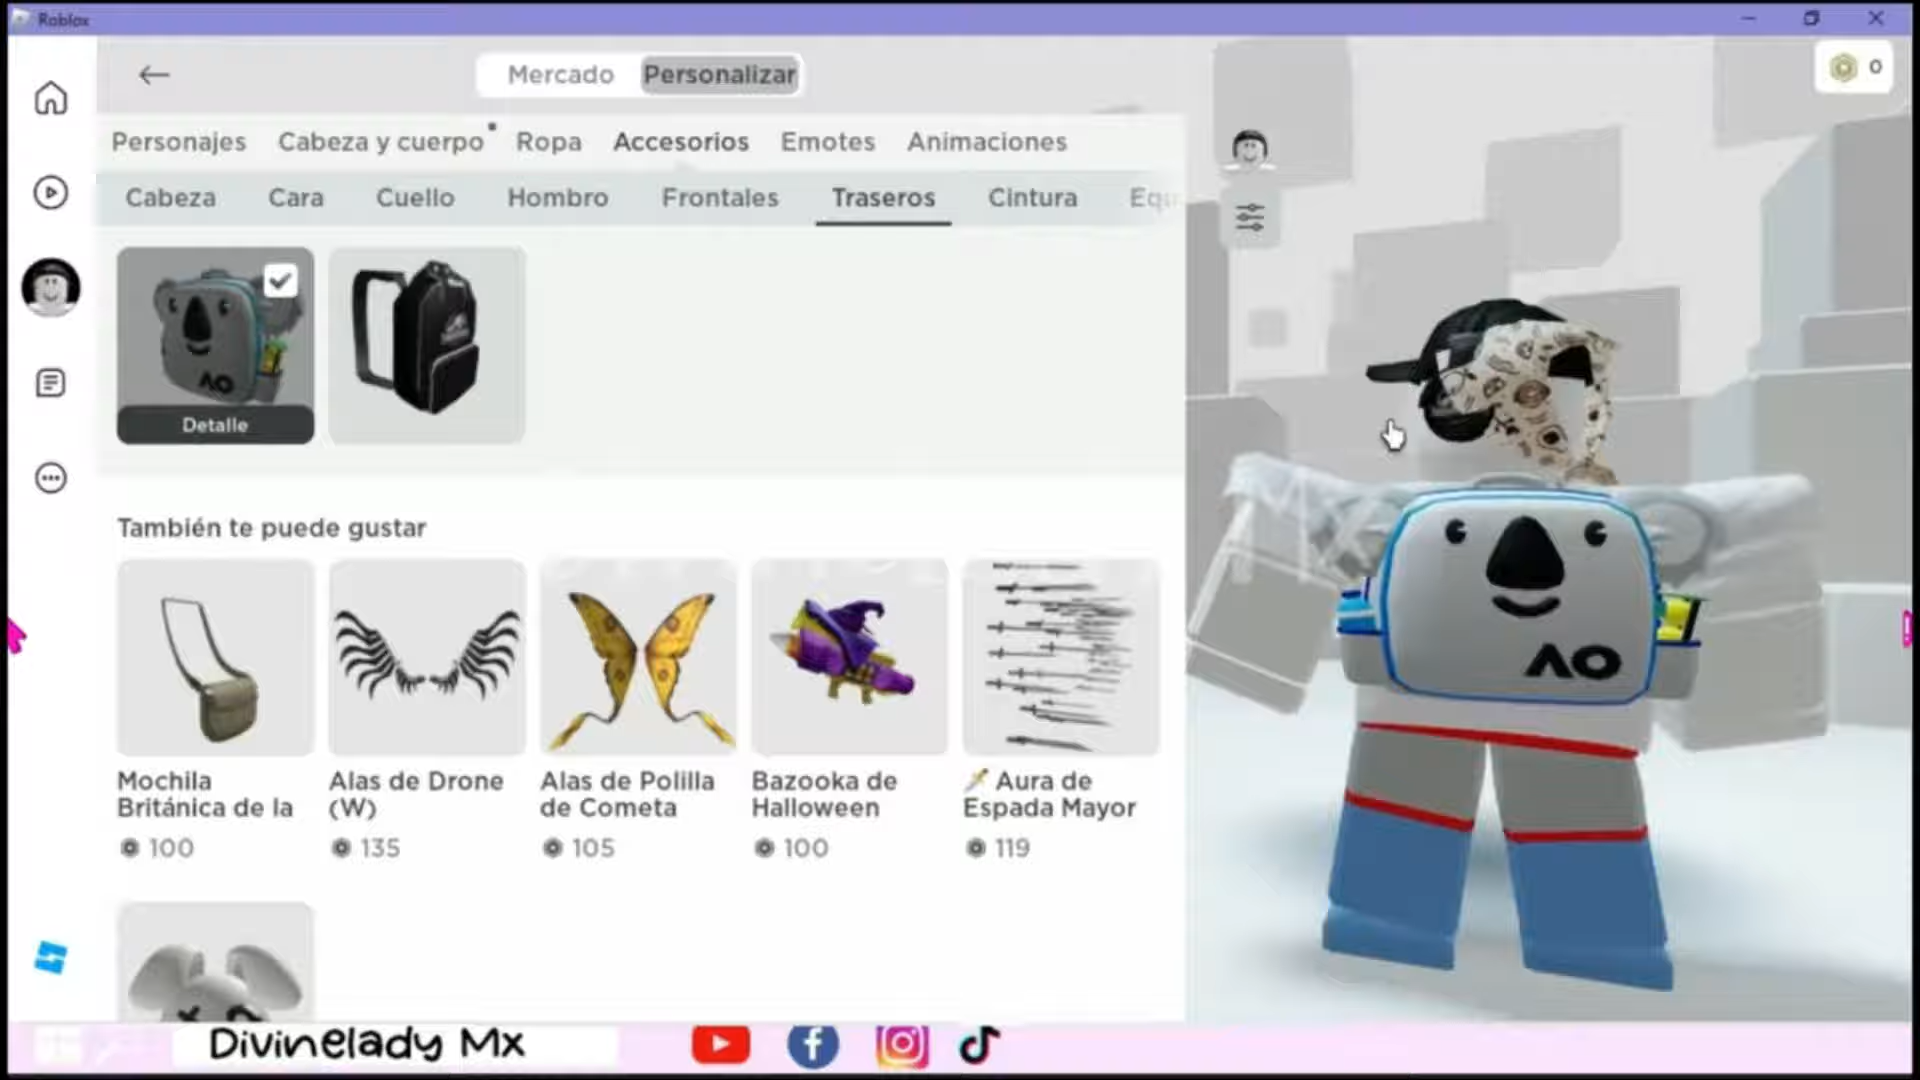 Roblox
Mercado Personalizar
0
Personajes Cabeza y cuerpo Ropa Accesorios Emotes Animaciones
Cabeza Cara Cuello Hombro Frontales Traseros Cintura Equ
AO
Detalle
También te puede gustar
AO
Mochila Británica de la
100
Alas de Drone (W)
135
Alas de Polilla de Cometa
105
Bazooka de Halloween
100
Aura de Espada Mayor
119
Divinelady Mx